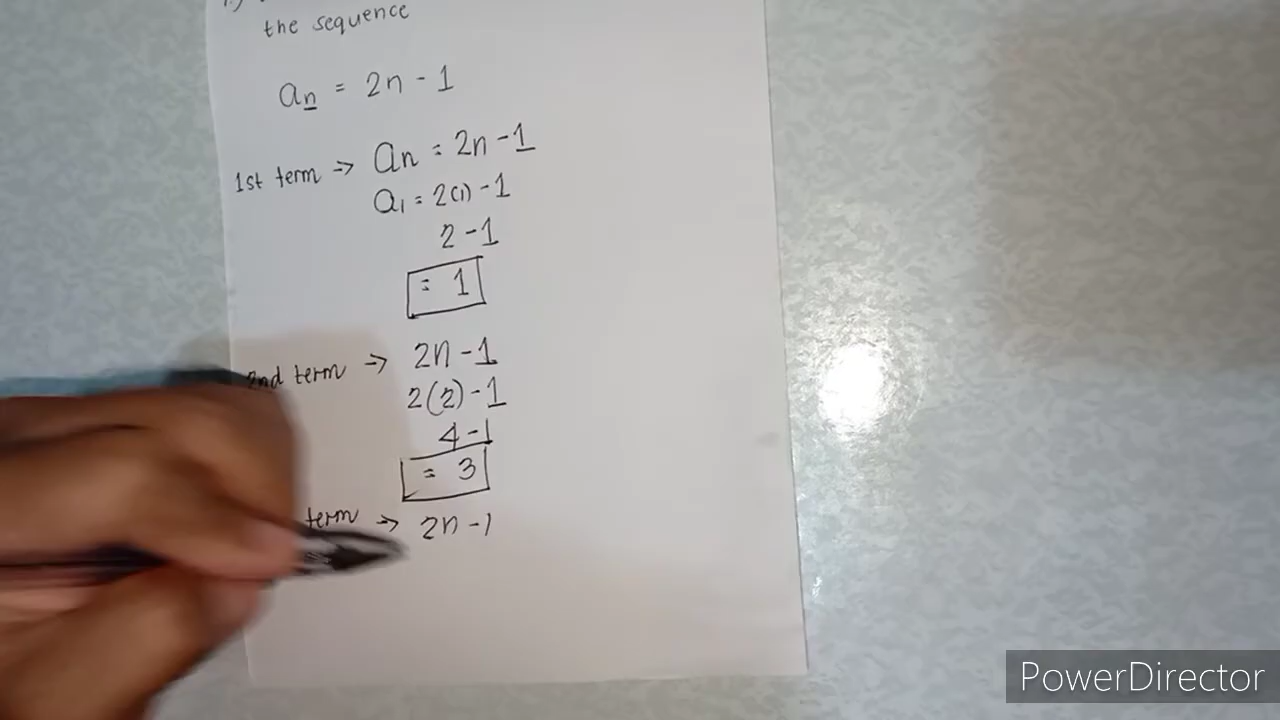 the sequence
an = 2n - 1
1st term → an = 2n - 1
a1 = 2(1) - 1
2 - 1
= 1
2nd term → 2n - 1
2(2) - 1
4 - 1
= 3
term → 2n - 1
PowerDirector